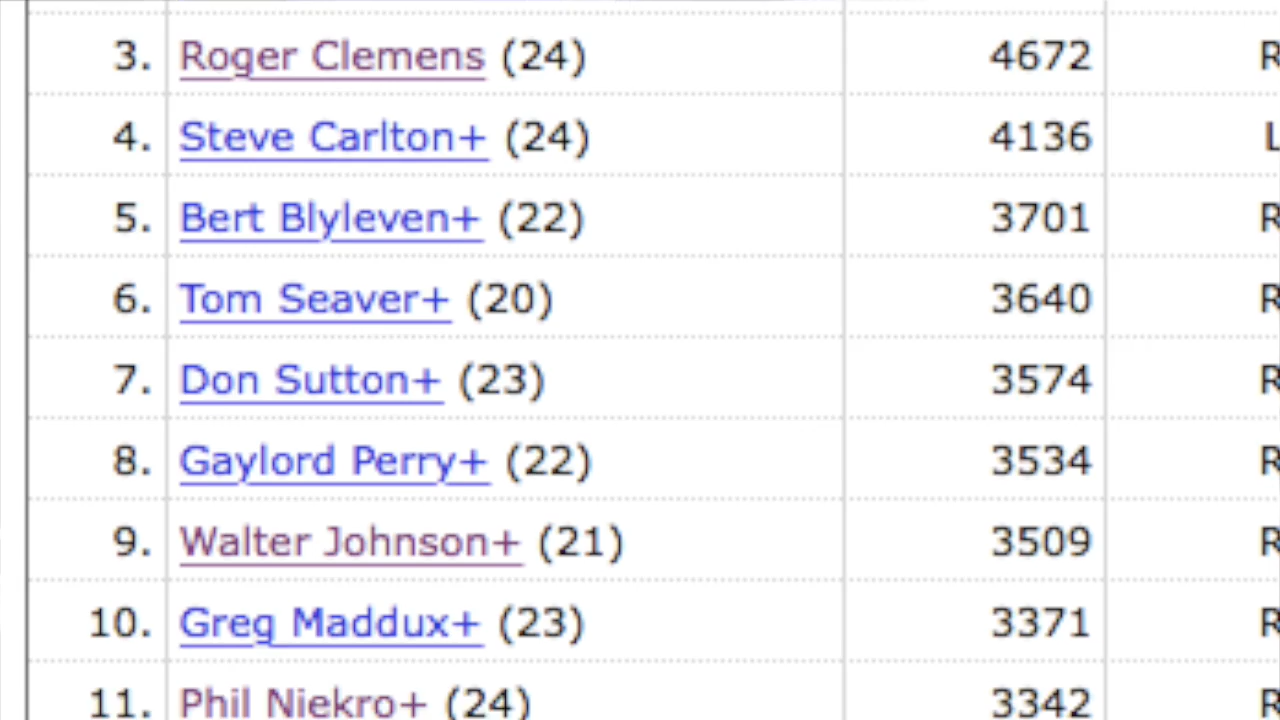 3. Roger Clemens (24) 4672 R
4. Steve Carlton+ (24) 4136 L
5. Bert Blyleven+ (22) 3701 R
6. Tom Seaver+ (20) 3640 R
7. Don Sutton+ (23) 3574 R
8. Gaylord Perry+ (22) 3534 R
9. Walter Johnson+ (21) 3509 R
10. Greg Maddux+ (23) 3371 R
11. Phil Niekro+ (24) 3342 R